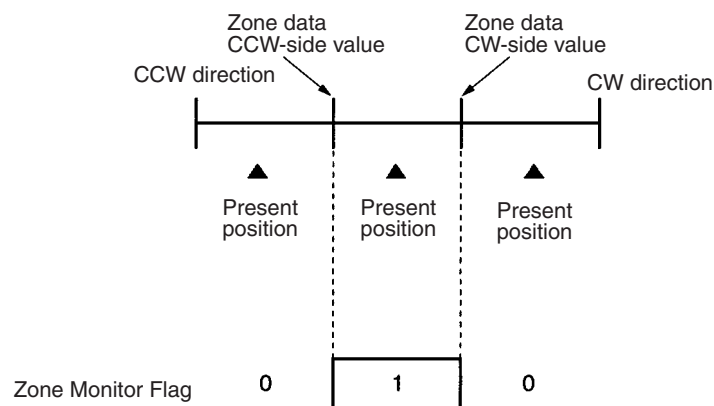 Zone data
CCW-side value
Zone data
CW-side value
CCW direction
CW direction
Present
position
Present
position
Present
position
Zone Monitor Flag
0
1
0